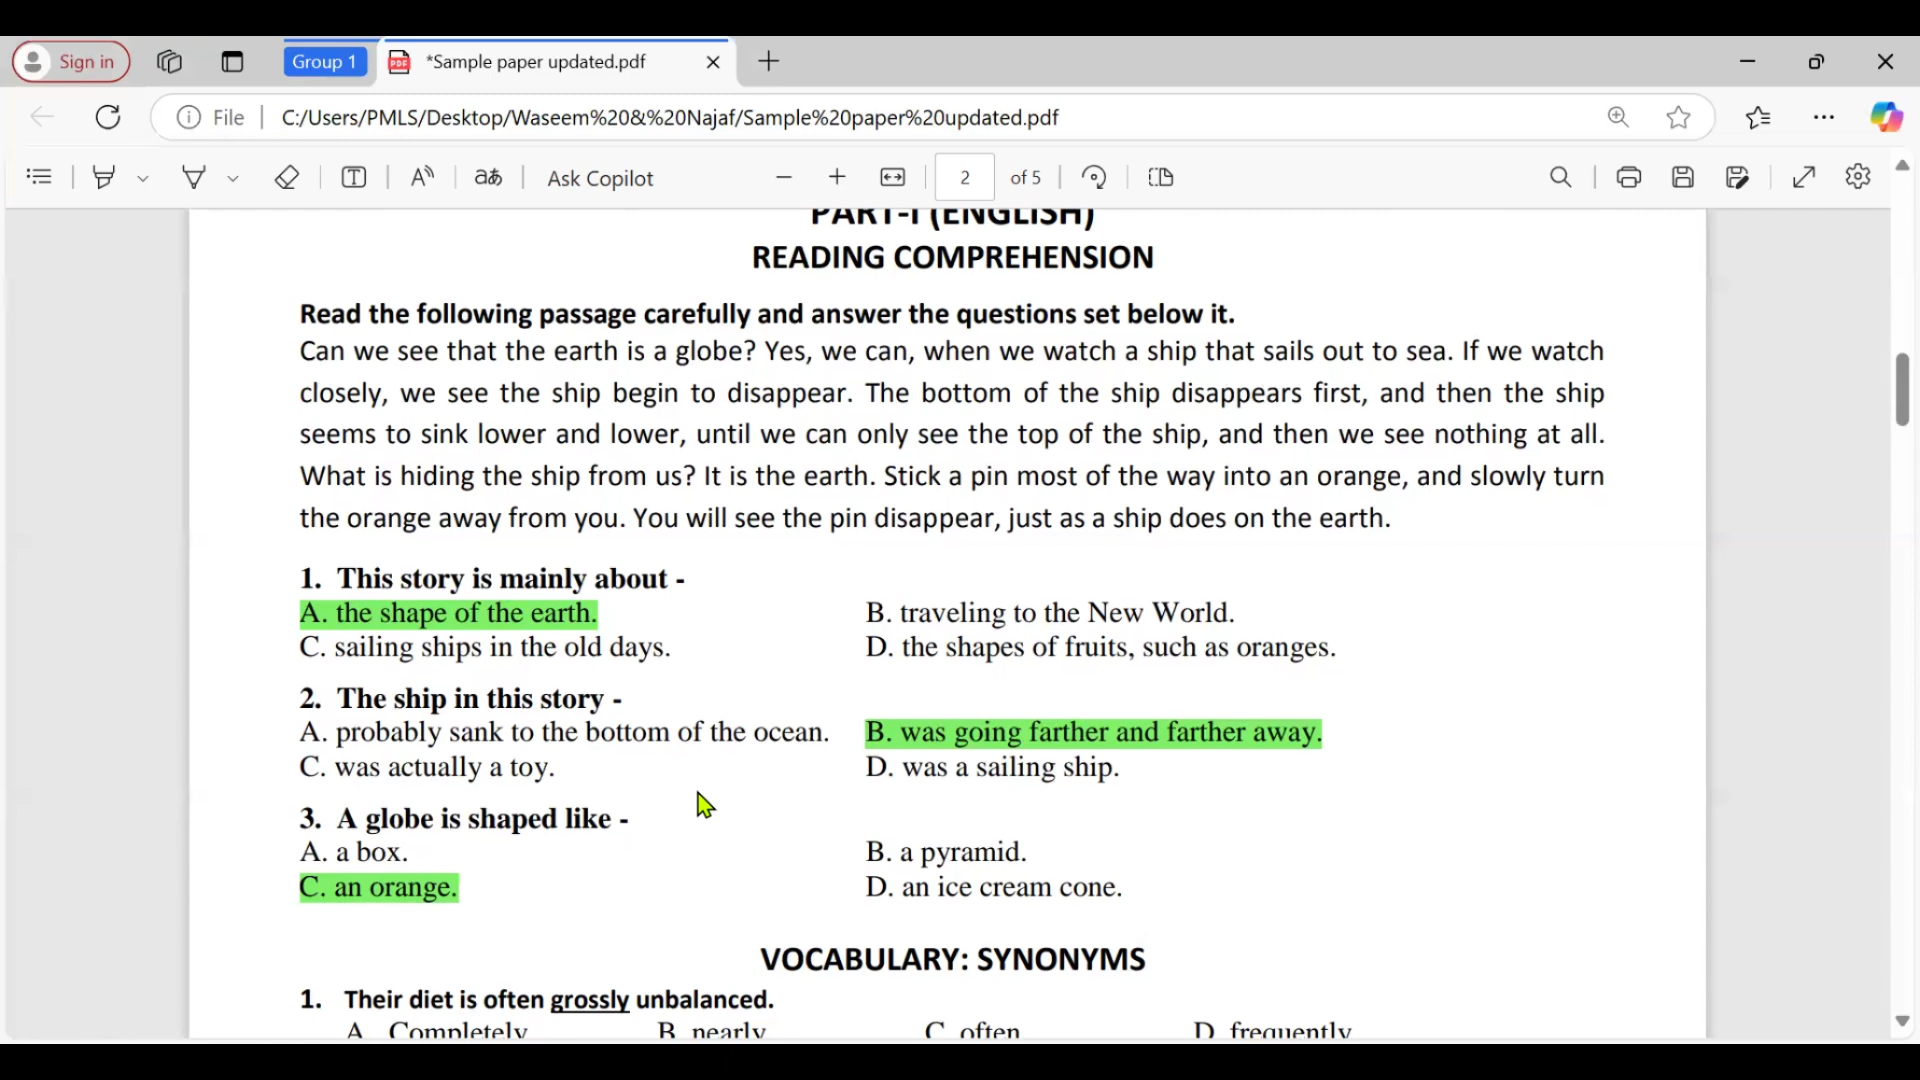 Sign in
Group 1
*Sample paper updated.pdf
File
C:/Users/PMLS/Desktop/Waseem%20&%20Najaf/Sample%20paper%20updated.pdf
aあ
Ask Copilot
2
of 5
PART-I (ENGLISH)
READING COMPREHENSION
Read the following passage carefully and answer the questions set below it.
Can we see that the earth is a globe? Yes, we can, when we watch a ship that sails out to sea. If we watch
closely, we see the ship begin to disappear. The bottom of the ship disappears first, and then the ship
seems to sink lower and lower, until we can only see the top of the ship, and then we see nothing at all.
What is hiding the ship from us? It is the earth. Stick a pin most of the way into an orange, and slowly turn
the orange away from you. You will see the pin disappear, just as a ship does on the earth.
1. This story is mainly about -
A. the shape of the earth. B. traveling to the New World.
C. sailing ships in the old days. D. the shapes of fruits, such as oranges.
2. The ship in this story -
A. probably sank to the bottom of the ocean. B. was going farther and farther away.
C. was actually a toy. D. was a sailing ship.
3. A globe is shaped like -
A. a box. B. a pyramid.
C. an orange. D. an ice cream cone.
VOCABULARY: SYNONYMS
1. Their diet is often grossly unbalanced.
A. Completely B. nearly C. often D. frequently